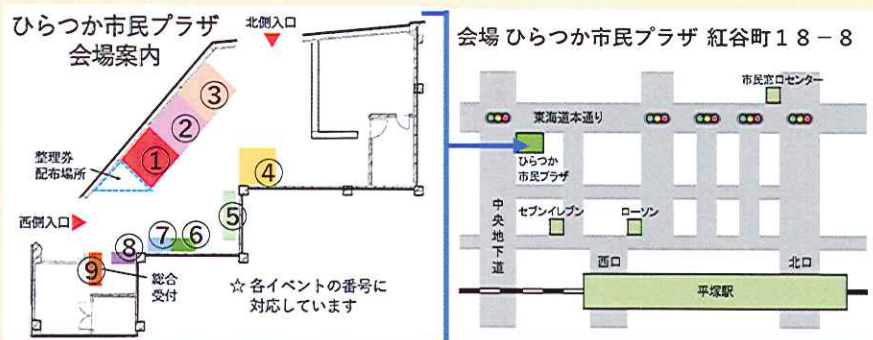 ひらつか市民プラザ
会場案内
北側入口
③
②
①
整理券
配布場所
④
西側入口
⑤
⑦
⑥
⑧
⑨
総合
受付
☆ 各イベントの番号に
対応しています
会場 ひらつか市民プラザ 紅谷町１８－８
市民窓口センター
東海道本通り
ひらつか
市民プラザ
中央地下道
セブンイレブン
ローソン
西口
北口
平塚駅